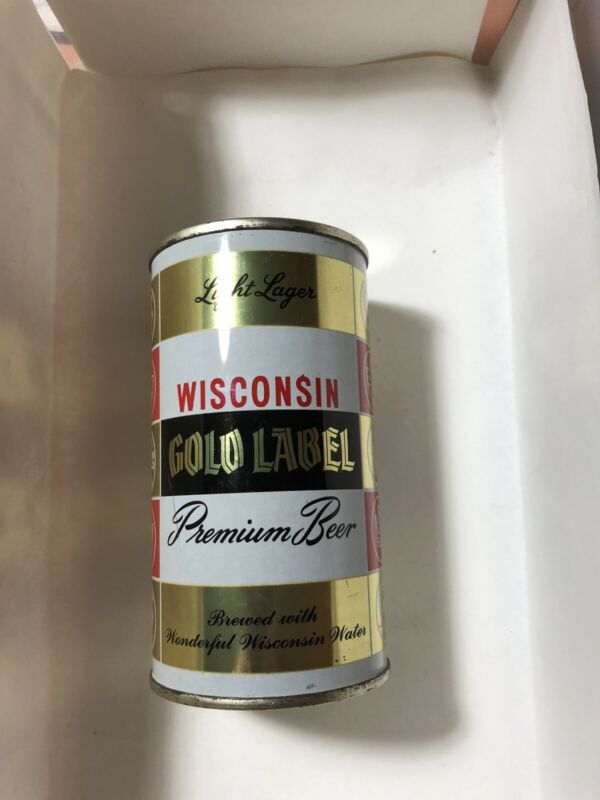 Light Lager
WISCONSIN
GOLD LABEL
Premium Beer
Brewed with
Wonderful Wisconsin Water